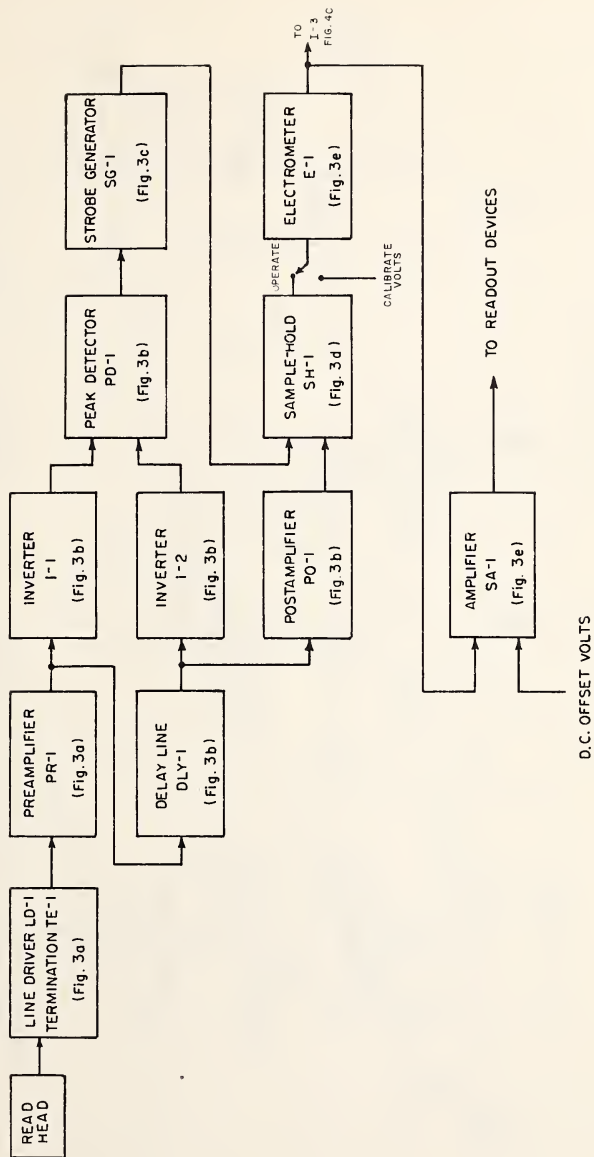 READ
HEAD
LINE DRIVER LD-1
TERMINATION TE-1
(Fig. 3a)
PREAMPLIFIER
PR-1
(Fig. 3a)
INVERTER
I-1
(Fig. 3b)
PEAK DETECTOR
PD-1
(Fig. 3b)
STROBE GENERATOR
SG-1
(Fig. 3c)
DELAY LINE
DLY-1
(Fig. 3b)
INVERTER
I-2
(Fig. 3b)
POSTAMPLIFIER
PO-1
(Fig. 3b)
SAMPLE-HOLD
SH-1
(Fig. 3d)
OPERATE
CALIBRATE
VOLTS
ELECTROMETER
E-1
(Fig. 3e)
TO
I-3
FIG. 4C
AMPLIFIER
SA-1
(Fig. 3e)
TO READOUT DEVICES
D.C. OFFSET VOLTS